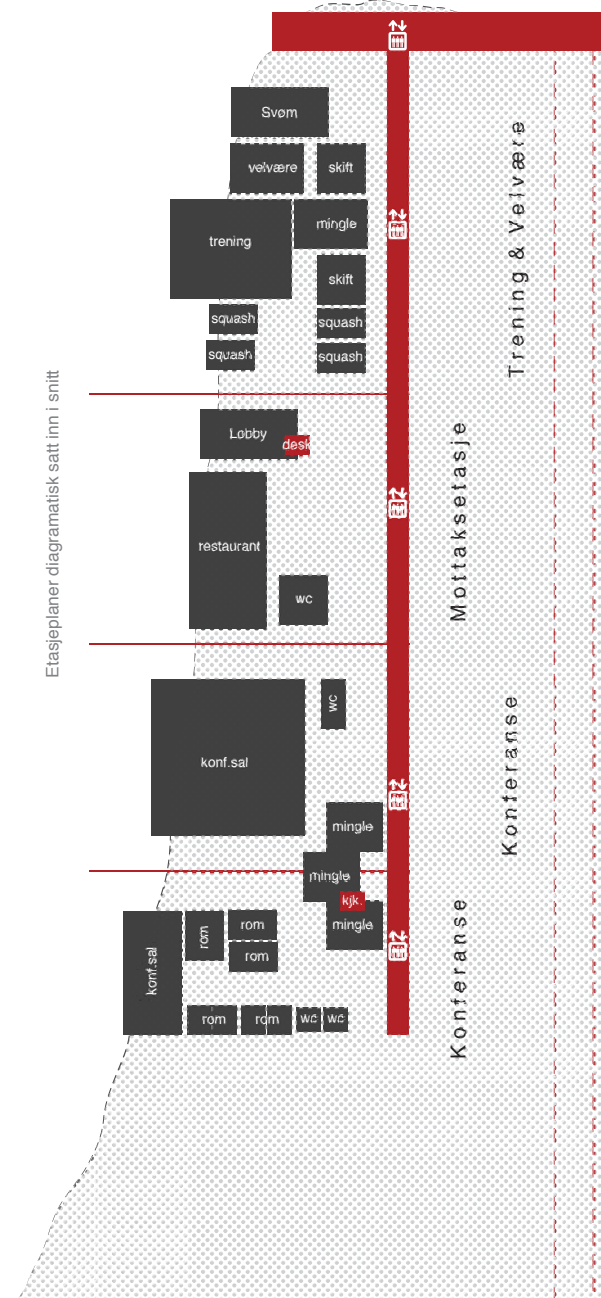 Svøm
velvære
skift
trening
mingle
skift
squash
squash
squash
squash
Trening & Velvære
Lobby
desk
restaurant
wc
Mottaksetasje
Etasjeplaner diagramatisk satt inn i snitt
konf.sal
wc
mingle
Konferanse
mingle
kjk.
mingle
konf.sal
rom
rom
rom
rom
rom
wc
wc
Konferanse